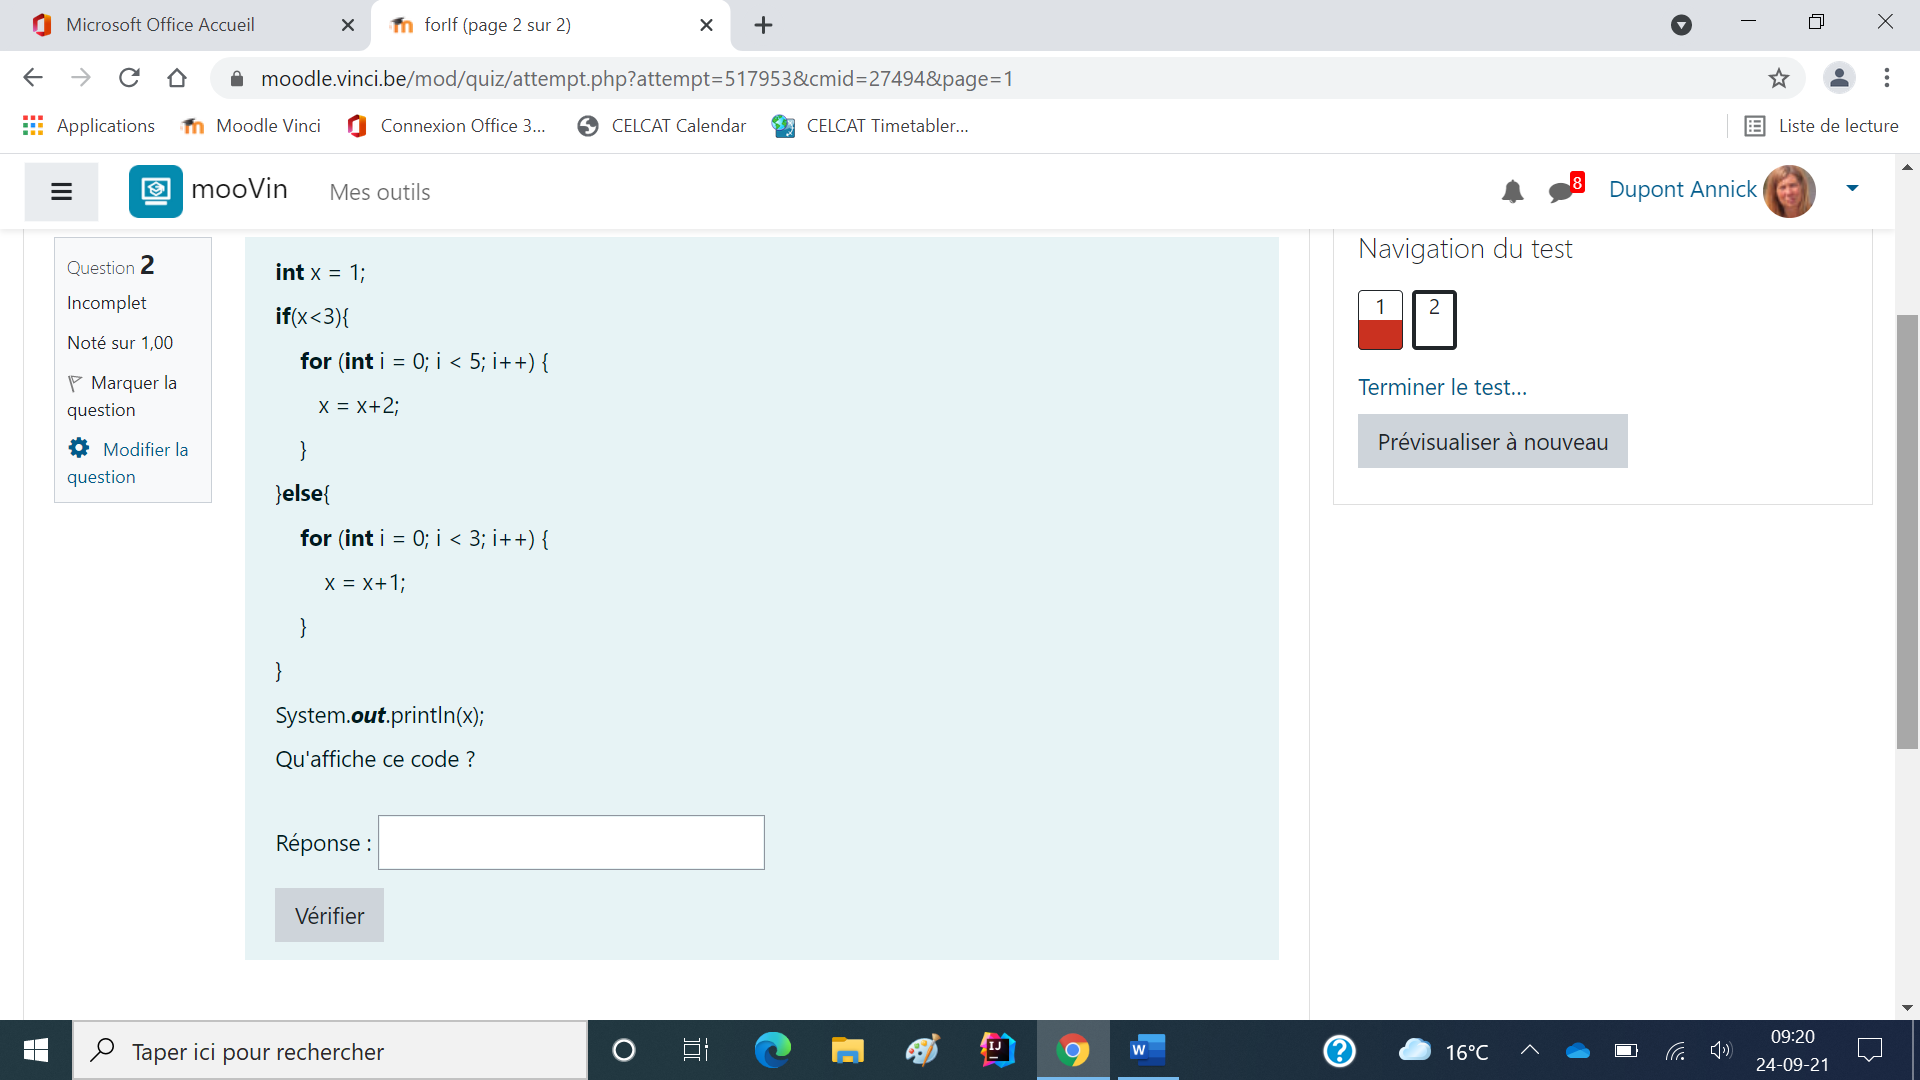 Microsoft Office Accueil
forIf (page 2 sur 2)
moodle.vinci.be/mod/quiz/attempt.php?attempt=517953&cmid=27494&page=1
Applications
Moodle Vinci
Connexion Office 3...
CELCAT Calendar
CELCAT Timetabler...
Liste de lecture
mooVin
Mes outils
8
Dupont Annick
Question 2
Incomplet
Noté sur 1,00
Marquer la
question
Modifier la
question
int x = 1;
if(x<3){
for (int i = 0; i < 5; i++) {
x = x+2;
}
}else{
for (int i = 0; i < 3; i++) {
x = x+1;
}
}
System.out.println(x);
Qu'affiche ce code ?
Réponse :
Vérifier
Navigation du test
1
2
Terminer le test...
Prévisualiser à nouveau
Taper ici pour rechercher
IJ
W
?
16°C
09:20
24-09-21